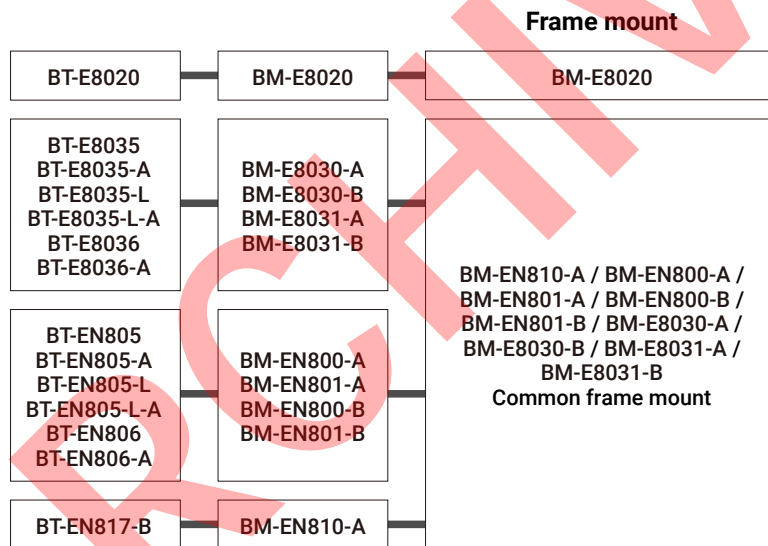 Frame mount
BT-E8020
BM-E8020
BM-E8020
BT-E8035
BT-E8035-A
BT-E8035-L
BT-E8035-L-A
BT-E8036
BT-E8036-A
BM-E8030-A
BM-E8030-B
BM-E8031-A
BM-E8031-B
BM-EN810-A / BM-EN800-A /
BM-EN801-A / BM-EN800-B /
BM-EN801-B / BM-E8030-A /
BM-E8030-B / BM-E8031-A /
BM-E8031-B
Common frame mount
BT-EN805
BT-EN805-A
BT-EN805-L
BT-EN805-L-A
BT-EN806
BT-EN806-A
BM-EN800-A
BM-EN801-A
BM-EN800-B
BM-EN801-B
BT-EN817-B
BM-EN810-A
RCHIV